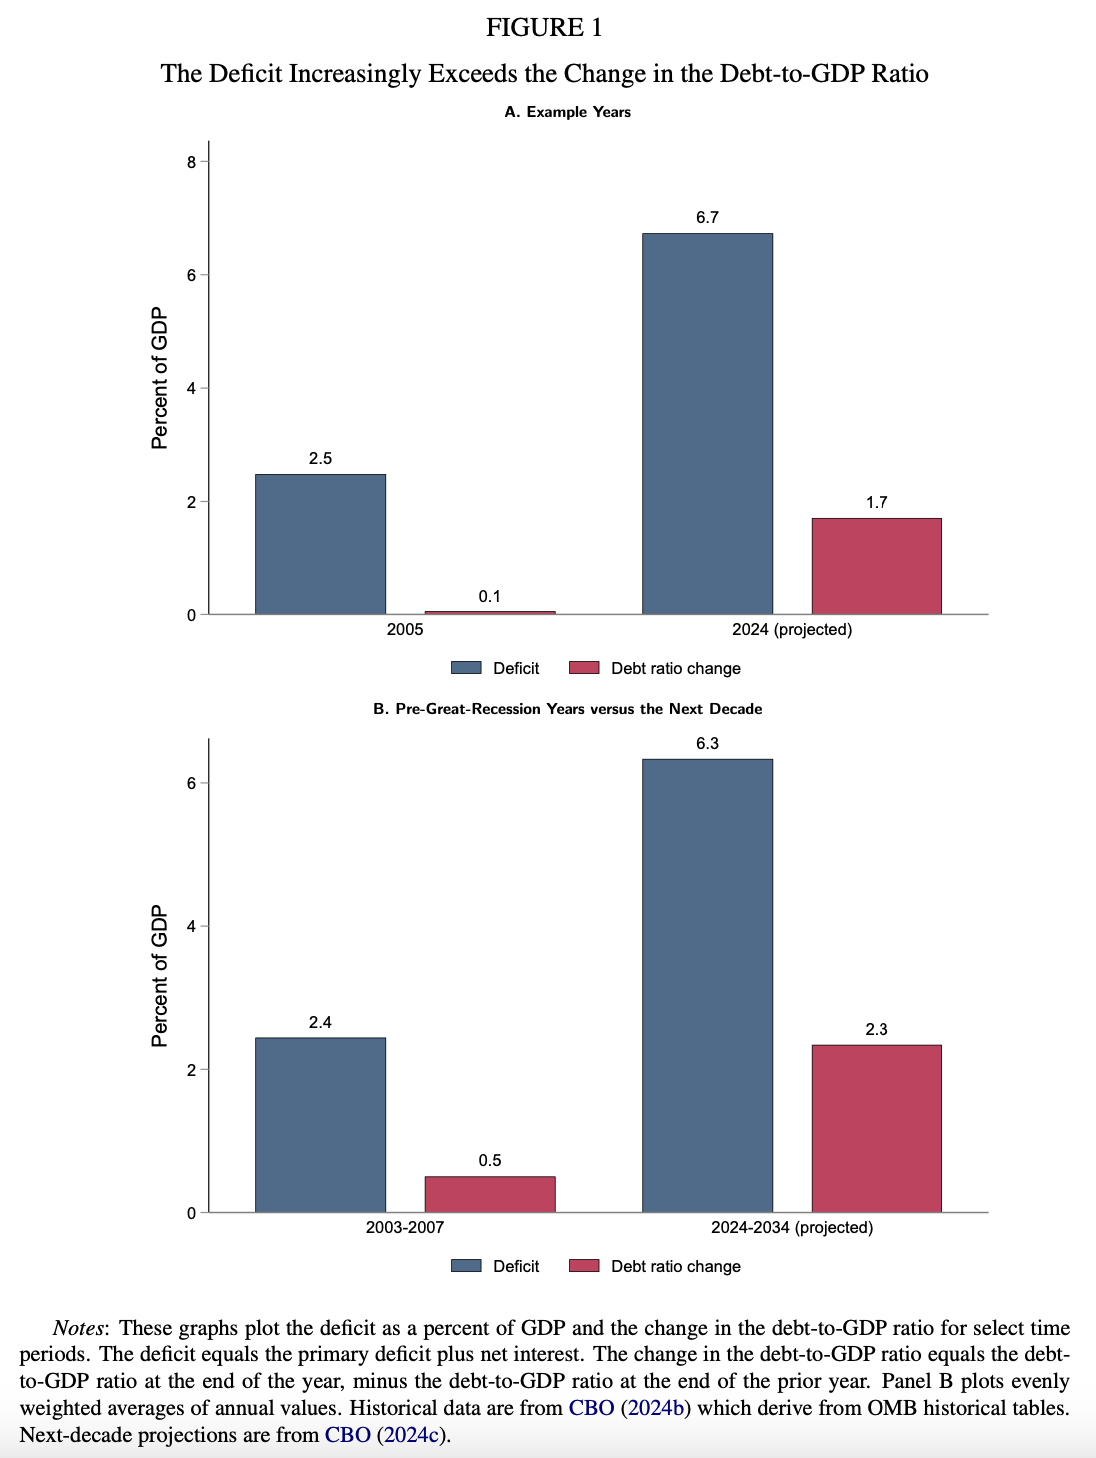 FIGURE 1
The Deficit Increasingly Exceeds the Change in the Debt-to-GDP Ratio
A. Example Years
Percent of GDP
8
6
4
2
0
2.5
0.1
6.7
1.7
2005
2024 (projected)
Deficit
Debt ratio change
B. Pre-Great-Recession Years versus the Next Decade
Percent of GDP
6
4
2
0
2.4
0.5
6.3
2.3
2003-2007
2024-2034 (projected)
Deficit
Debt ratio change
Notes: These graphs plot the deficit as a percent of GDP and the change in the debt-to-GDP ratio for select time
periods. The deficit equals the primary deficit plus net interest. The change in the debt-to-GDP ratio equals the debt-
to-GDP ratio at the end of the year, minus the debt-to-GDP ratio at the end of the prior year. Panel B plots evenly
weighted averages of annual values. Historical data are from CBO (2024b) which derive from OMB historical tables.
Next-decade projections are from CBO (2024c).